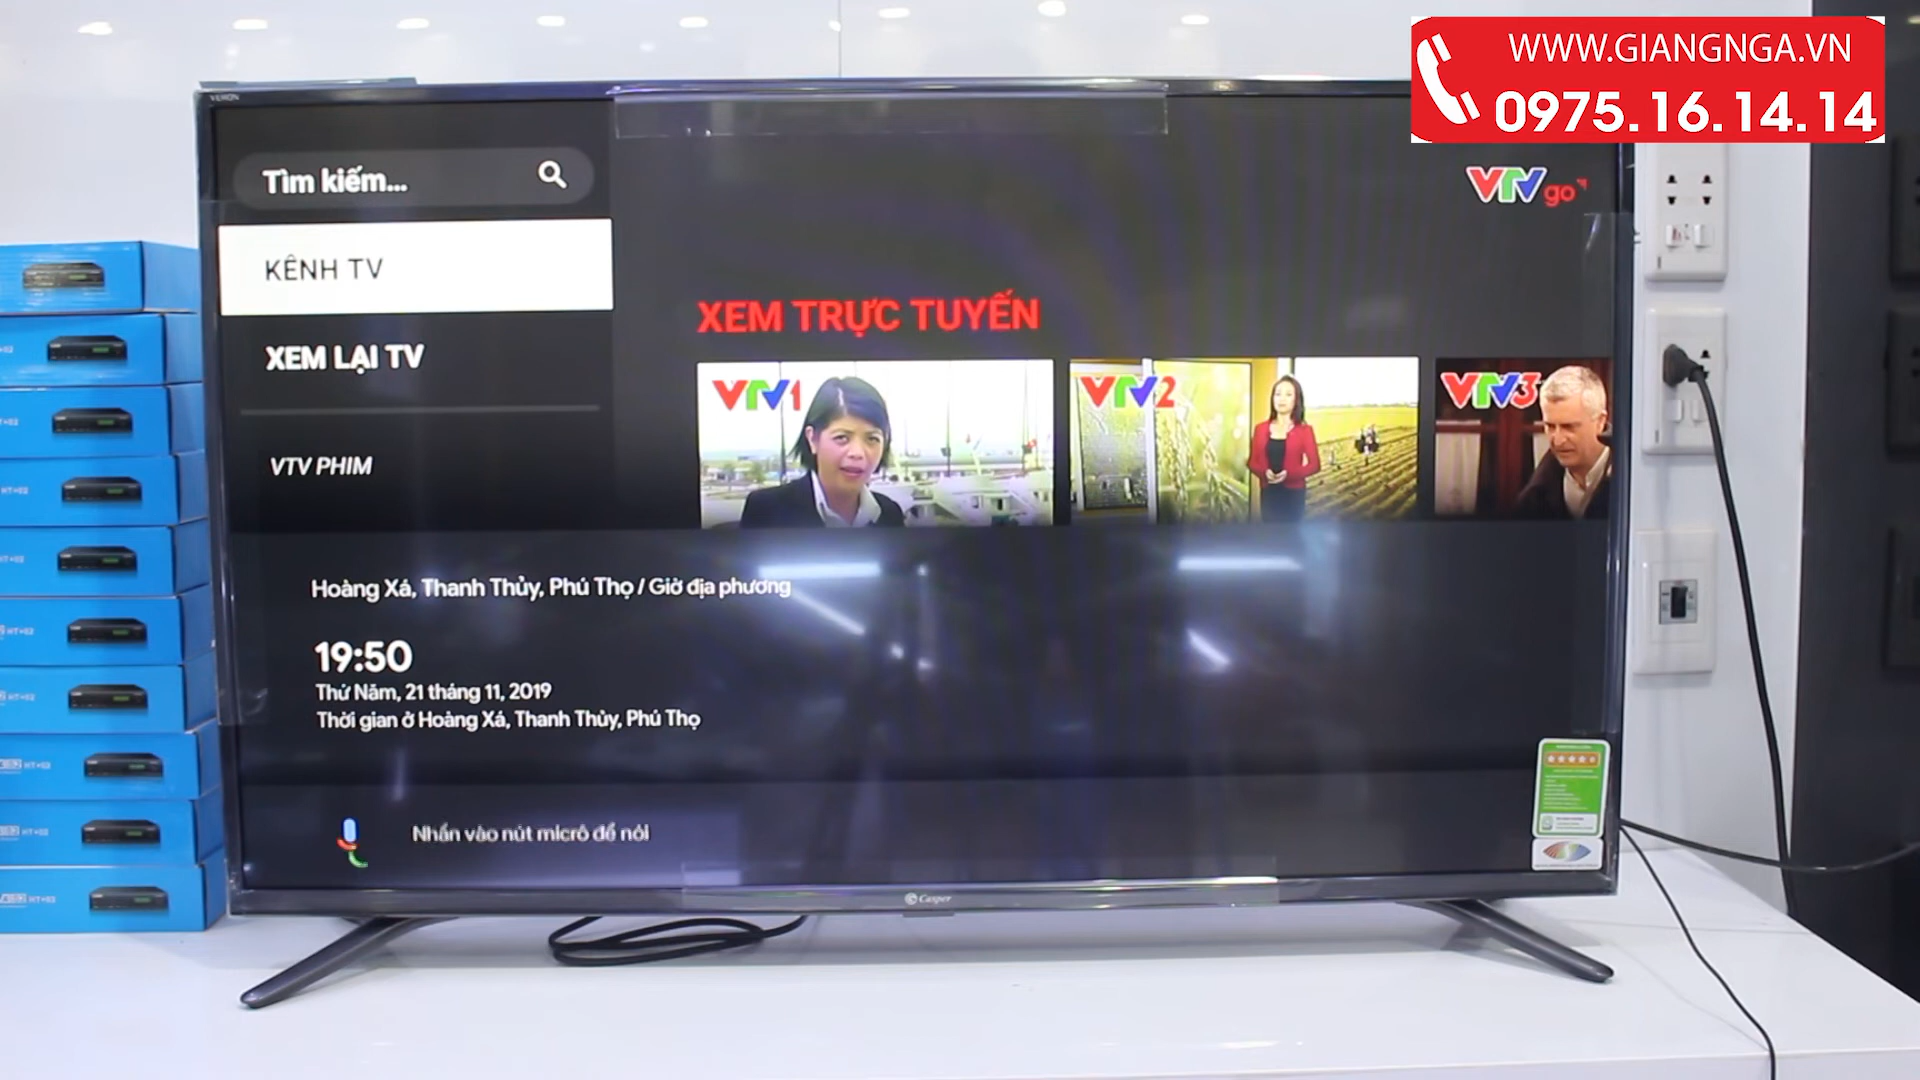 WWW.GIANGNGA.VN
0975.16.14.14
VTV go
Tìm kiếm...
KÊNH TV
XEM LẠI TV
VTV PHIM
XEM TRỰC TUYẾN
VTV1
VTV2
VTV3
Hoàng Xá, Thanh Thủy, Phú Thọ / Giờ địa phương
19:50
Thứ Năm, 21 tháng 11, 2019
Thời gian ở Hoàng Xá, Thanh Thủy, Phú Thọ
Nhấn vào nút micrô để nói
Casper